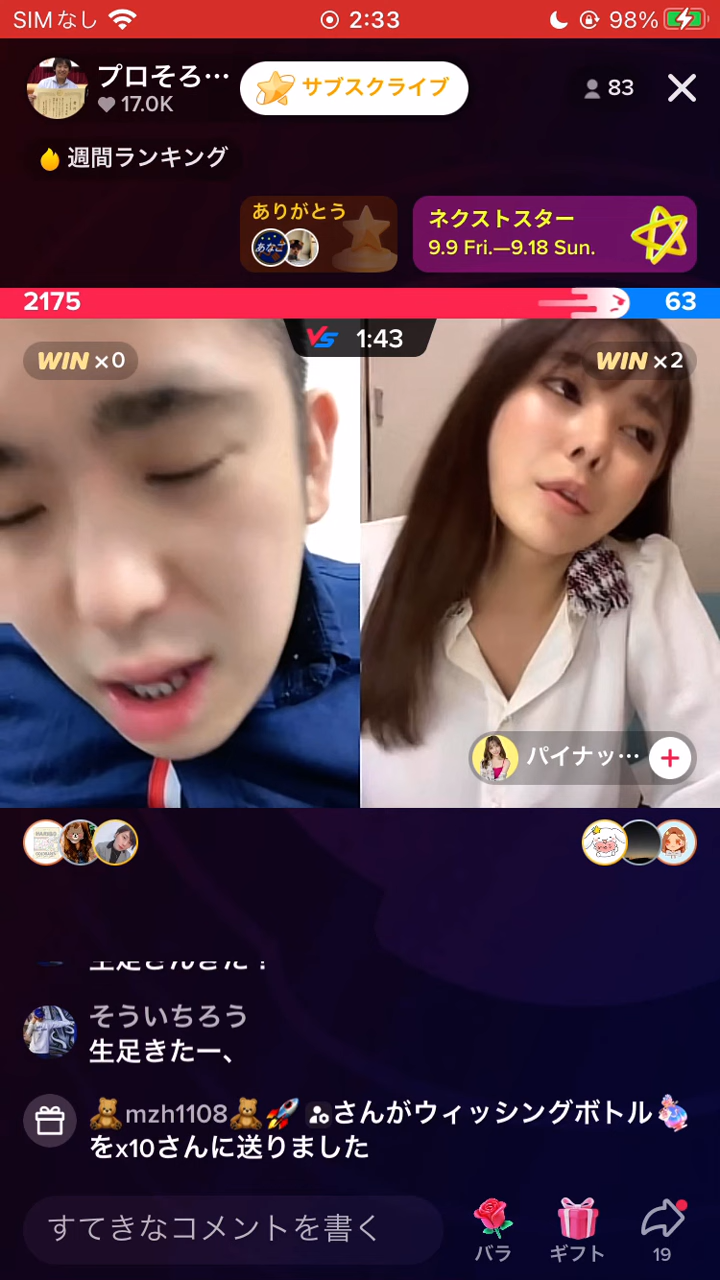 SIMなし 2:33 98%
プロそろ… サブスクライブ 83
17.0K
週間ランキング
ありがとう
あなご
ネクストスター
9.9 Fri.—9.18 Sun.
2175 63
VS 1:43
WIN ×0 WIN ×2
パイナッ…
そういちろう
生足きたー、
mzh1108 さんがウィッシングボトル
をx10さんに送りました
すてきなコメントを書く
バラ ギフト 19